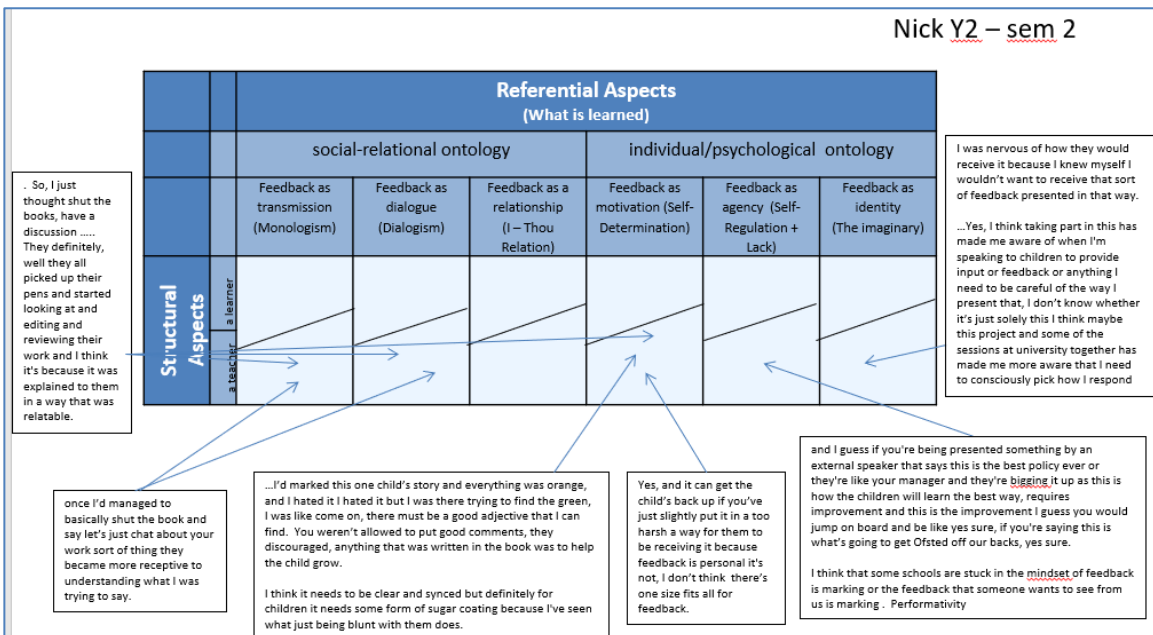 Nick Y2 – sem 2
Referential Aspects
(What is learned)
social-relational ontology
individual/psychological ontology
Feedback as
transmission
(Monologism)
Feedback as
dialogue
(Dialogism)
Feedback as a
relationship
(I – Thou
Relation)
Feedback as
motivation (Self-
Determination)
Feedback as
agency (Self-
Regulation +
Lack)
Feedback as
identity
(The imaginary)
Structural
Aspects
a learner
a teacher
. So, I just
thought shut the
books, have a
discussion .....
They definitely,
well they all
picked up their
pens and started
looking at and
editing and
reviewing their
work and I think
it's because it was
explained to them
in a way that was
relatable.
I was nervous of how they would
receive it because I knew myself I
wouldn't want to receive that sort
of feedback presented in that way.
...Yes, I think taking part in this has
made me aware of when I'm
speaking to children to provide
input or feedback or anything I
need to be careful of the way I
present that, I don't know whether
it's just solely this I think maybe
this project and some of the
sessions at university together has
made me more aware that I need
to consciously pick how I respond
once I'd managed to
basically shut the book and
say let's just chat about your
work sort of thing they
became more receptive to
understanding what I was
trying to say.
...I'd marked this one child's story and everything was orange,
and I hated it I hated it but I was there trying to find the green,
I was like come on, there must be a good adjective that I can
find. You weren't allowed to put good comments, they
discouraged, anything that was written in the book was to help
the child grow.
I think it needs to be clear and synced but definitely for
children it needs some form of sugar coating because I've seen
what just being blunt with them does.
Yes, and it can get the
child's back up if you've
just slightly put it in a too
harsh a way for them to
be receiving it because
feedback is personal it's
not, I don't think there's
one size fits all for
feedback.
and I guess if you're being presented something by an
external speaker that says this is the best policy ever or
they're like your manager and they're bigging it up as this is
how the children will learn the best way, requires
improvement and this is the improvement I guess you would
jump on board and be like yes sure, if you're saying this is
what's going to get Ofsted off our backs, yes sure.
I think that some schools are stuck in the mindset of feedback
is marking or the feedback that someone wants to see from
us is marking . Performativity